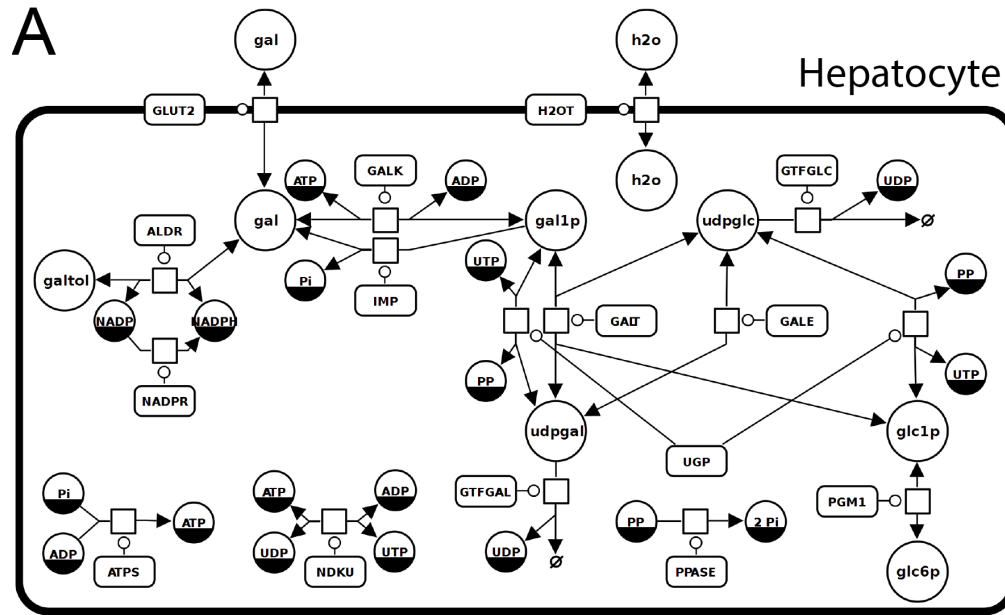 A
gal
h2o
Hepatocyte
GLUT2
H2OT
ATP
GALK
ADP
h2o
GTFGLC
UDP
gal
gal1p
udpglc
Ø
ALDR
galtol
Pi
IMP
UTP
PP
NADP
NADPH
GALT
GALE
NADPR
PP
UTP
udpgal
glc1p
UGP
Pi
ATP
ADP
GTFGAL
PGM1
ATP
PP
2 Pi
ADP
UDP
UTP
UDP
Ø
ATPS
NDKU
PPASE
glc6p